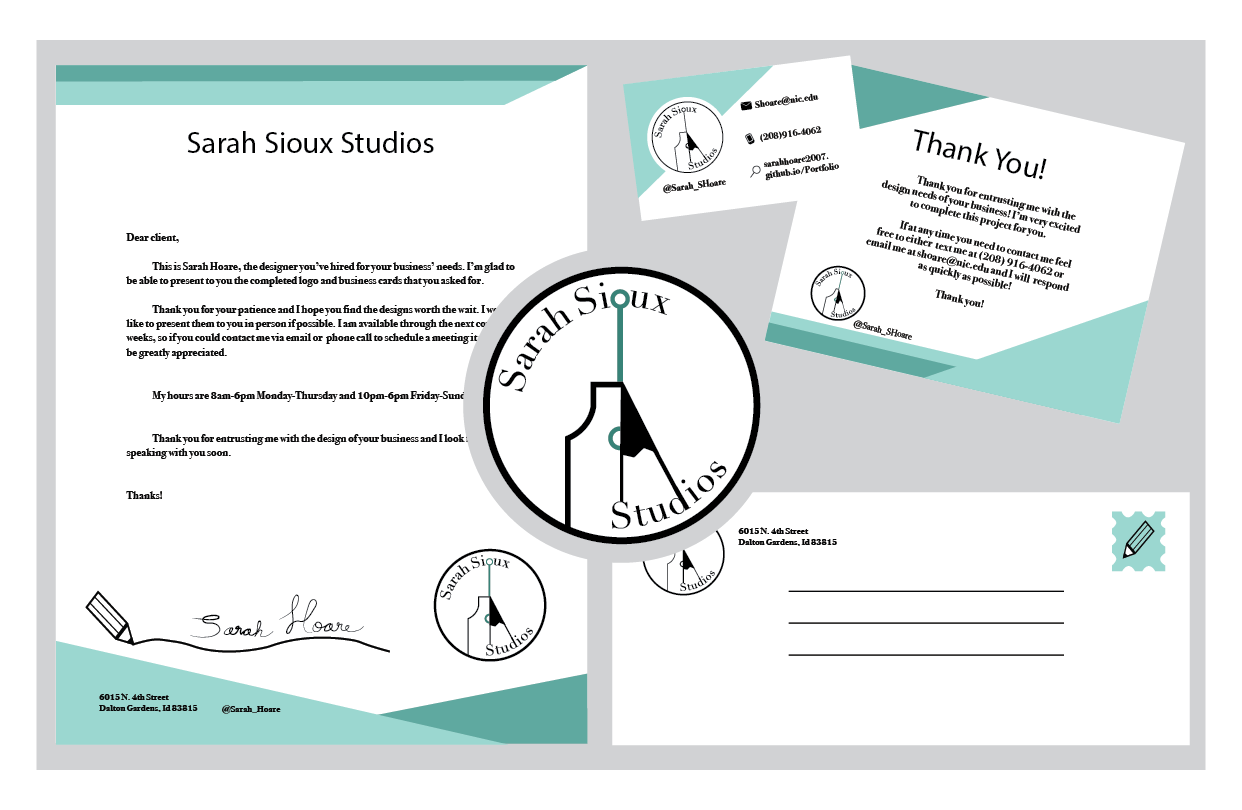 Sarah Sioux Studios
Dear client,
This is Sarah Hoare, the designer you've hired for your business' needs. I'm glad to
be able to present to you the completed logo and business cards that you asked for.
Thank you for your patience and I hope you find the designs worth the wait. I
like to present them to you in person if possible. I am available through the next
weeks, so if you could contact me via email or phone call to schedule a meeting it
be greatly appreciated.
My hours are 8am-6pm Monday-Thursday and 10pm-6pm Friday-Sund
Thank you for entrusting me with the design of your business and I look
speaking with you soon.
Thanks!
Sarah Hoare
Sarah Sioux
Studios
6015 N. 4th Street
Dalton Gardens, Id 83815
@Sarah_Hoare
Sarah Sioux
Studios
Sarah Sioux
Studios
@Sarah_SHoare
Shoare@nic.edu
(208)916-4062
sarahhoare2007.
github.io/Portfolio
Thank You!
Thank you for entrusting me with the
design needs of your business! I'm very excited
to complete this project for you.
If at any time you need to contact me feel
free to either text me at (208) 916-4062 or
email me at shoare@nic.edu and I will respond
as quickly as possible!
Thank you!
Sarah Sioux
Studios
@Sarah_SHoare
Studios
6015 N. 4th Street
Dalton Gardens, Id 83815